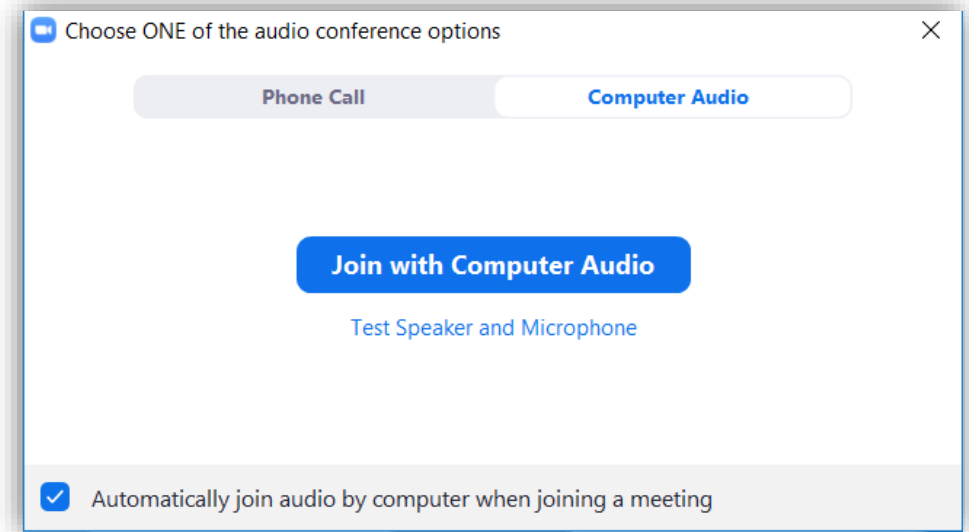 Choose ONE of the audio conference options
Phone Call
Computer Audio
Join with Computer Audio
Test Speaker and Microphone
Automatically join audio by computer when joining a meeting